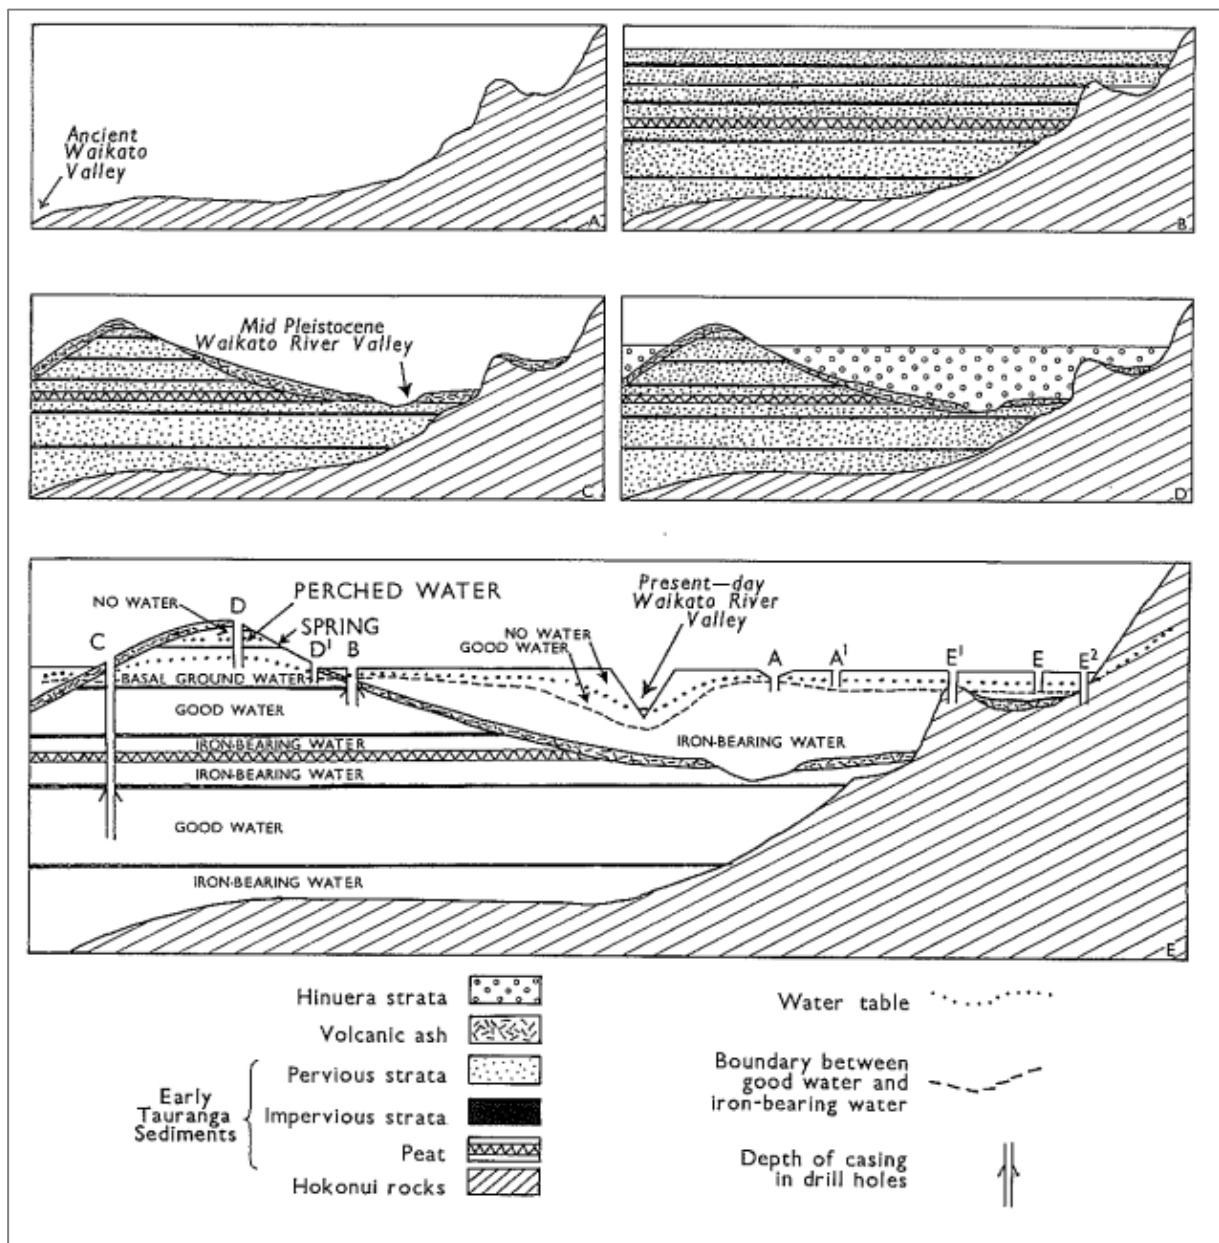 Ancient
Waikato
Valley
A
B
Mid Pleistocene
Waikato River Valley
C
D
NO WATER
D
PERCHED WATER
C
SPRING
D¹ B
BASAL GROUND WATER
GOOD WATER
IRON-BEARING WATER
IRON-BEARING WATER
GOOD WATER
IRON-BEARING WATER
Present—day
Waikato River
Valley
NO WATER
GOOD WATER
A A¹ E¹ E E²
IRON-BEARING WATER
E
Hinuera strata
Volcanic ash
Early
Tauranga
Sediments
Pervious strata
Impervious strata
Peat
Hokonui rocks
Water table
Boundary between
good water and
iron-bearing water
Depth of casing
in drill holes